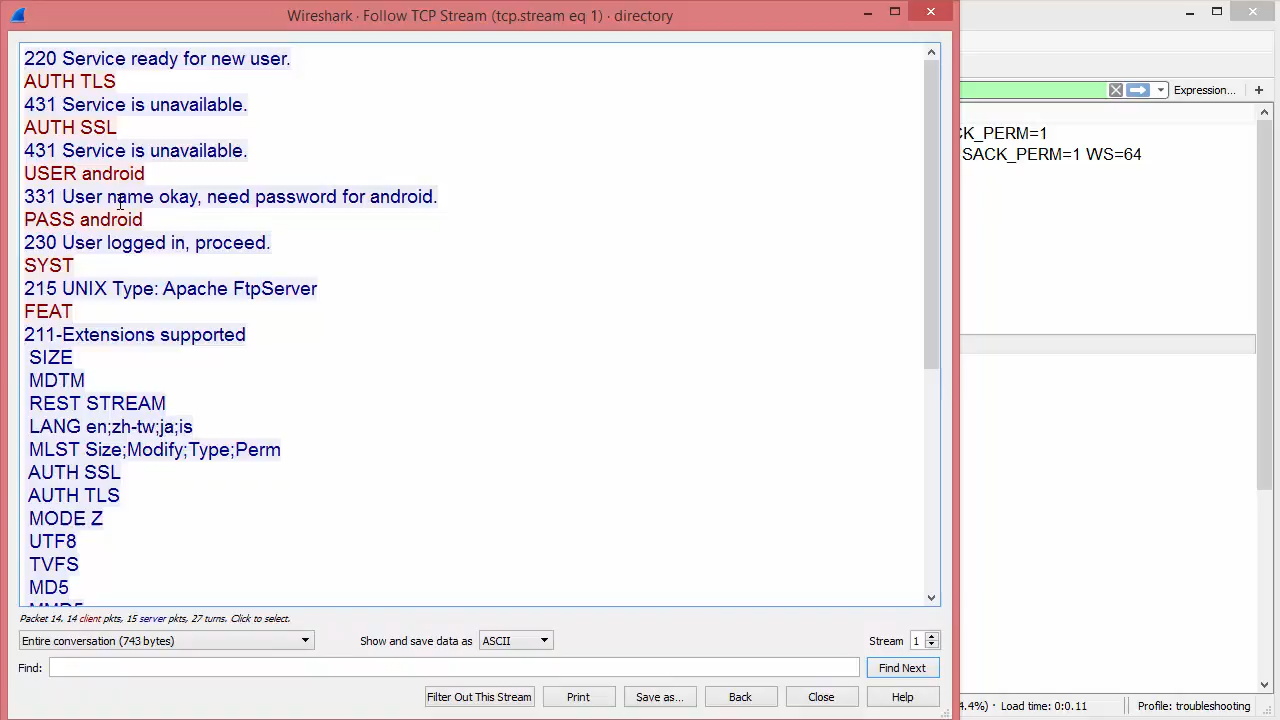 Wireshark · Follow TCP Stream (tcp.stream eq 1) · directory
220 Service ready for new user.
AUTH TLS
431 Service is unavailable.
AUTH SSL
431 Service is unavailable.
USER android
331 User name okay, need password for android.
PASS android
230 User logged in, proceed.
SYST
215 UNIX Type: Apache FtpServer
FEAT
211-Extensions supported
SIZE
MDTM
REST STREAM
LANG en;zh-tw;ja;is
MLST Size;Modify;Type;Perm
AUTH SSL
AUTH TLS
MODE Z
UTF8
TVFS
MD5
Packet 14. 14 client pkts, 15 server pkts, 27 turns. Click to select.
Entire conversation (743 bytes)
Show and save data as ASCII
Stream 1
Find:
Find Next
Filter Out This Stream
Print
Save as...
Back
Close
Help
Expression...
+
CK_PERM=1
SACK_PERM=1 WS=64
4.4%) · Load time: 0:0.11
Profile: troubleshooting